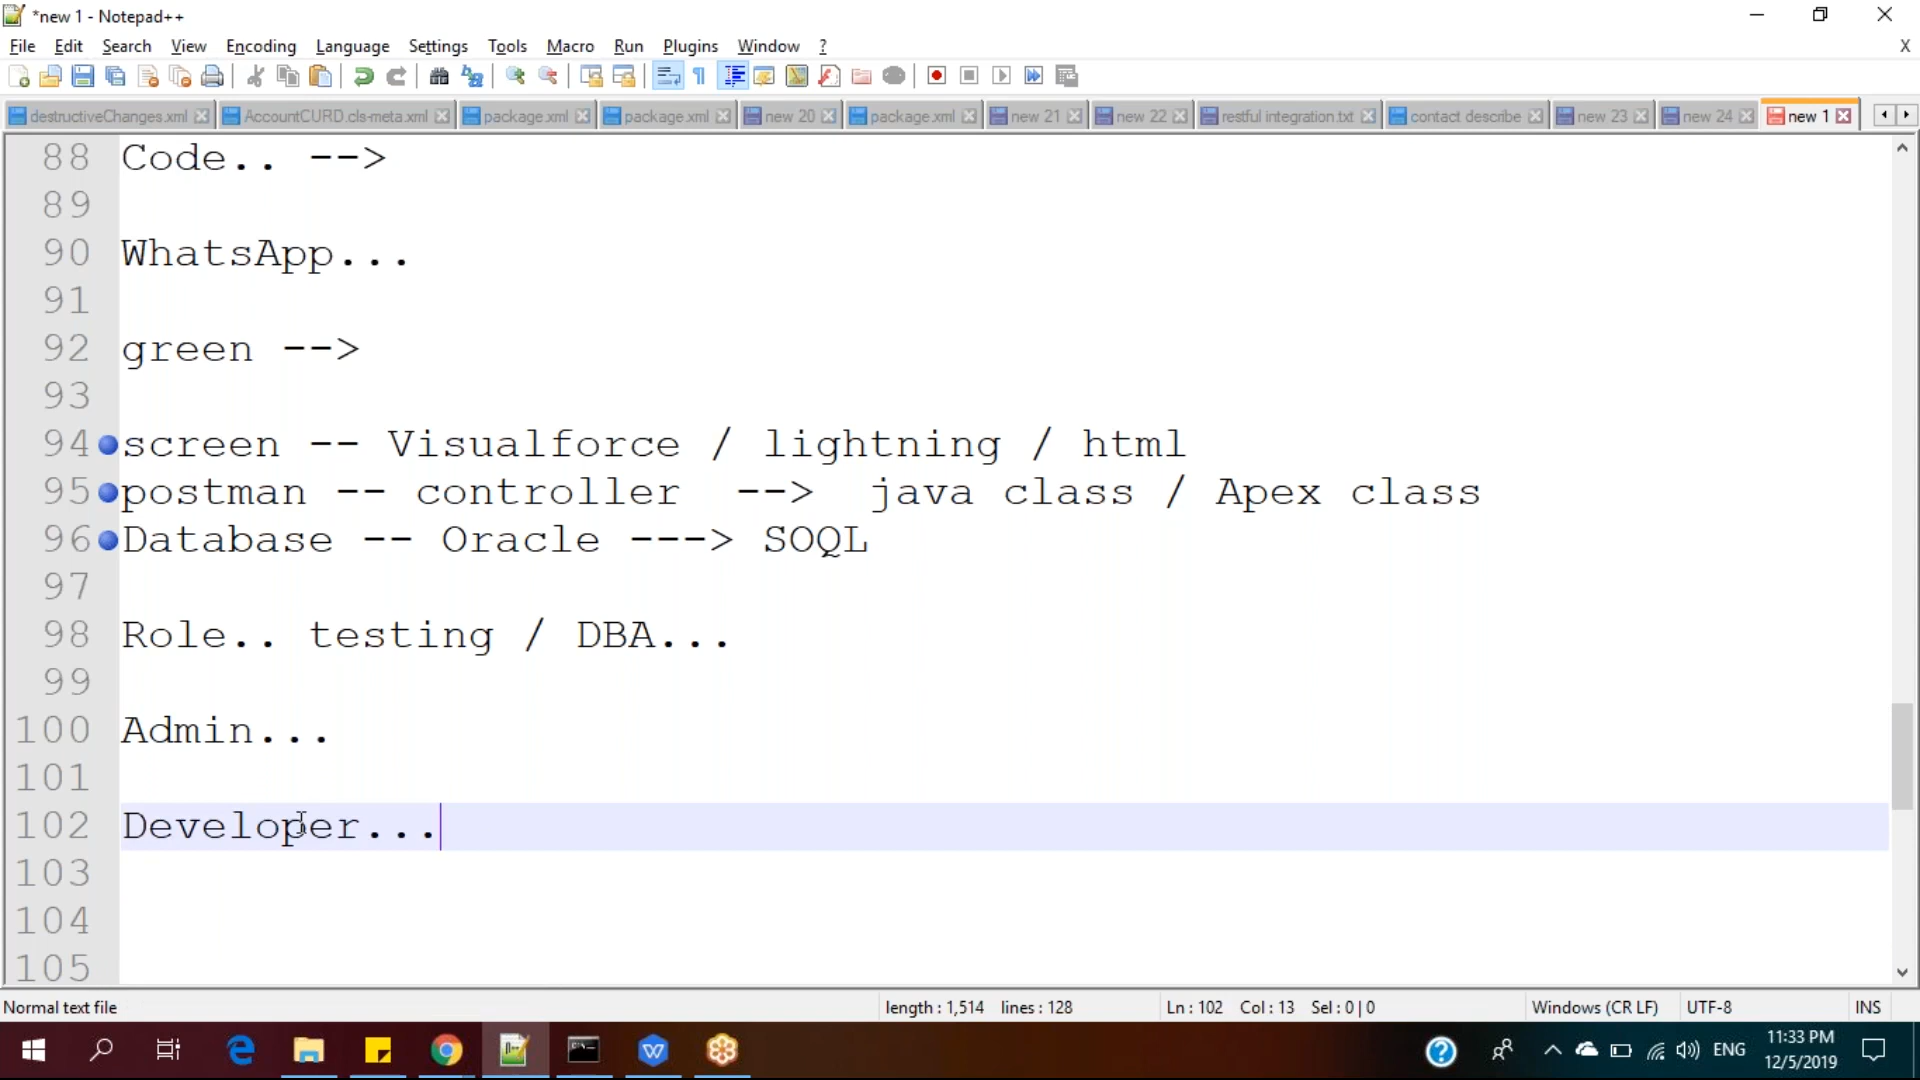 *new 1 - Notepad++
File Edit Search View Encoding Language Settings Tools Macro Run Plugins Window ? X
destructiveChanges.xml AccountCURD.cls-meta.xml package.xml package.xml new 20 package.xml new 21 new 22 restful integration.txt contact describe new 23 new 24 new 1
88 Code.. -->
89
90 WhatsApp...
91
92 green -->
93
94 screen -- Visualforce / lightning / html
95 postman -- controller --> java class / Apex class
96 Database -- Oracle ---> SOQL
97
98 Role.. testing / DBA...
99
100 Admin...
101
102 Developer...
103
104
105
Normal text file length : 1,514 lines : 128 Ln : 102 Col : 13 Sel : 0 | 0 Windows (CR LF) UTF-8 INS
ENG 11:33 PM
12/5/2019